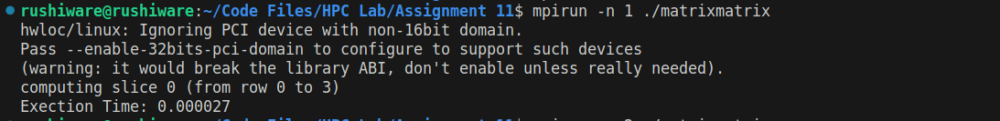 rushiware@rushiware:~/Code Files/HPC Lab/Assignment 11$ mpirun -n 1 ./matrixmatrix
hwloc/linux: Ignoring PCI device with non-16bit domain.
Pass --enable-32bits-pci-domain to configure to support such devices
(warning: it would break the library ABI, don't enable unless really needed).
computing slice 0 (from row 0 to 3)
Exection Time: 0.000027